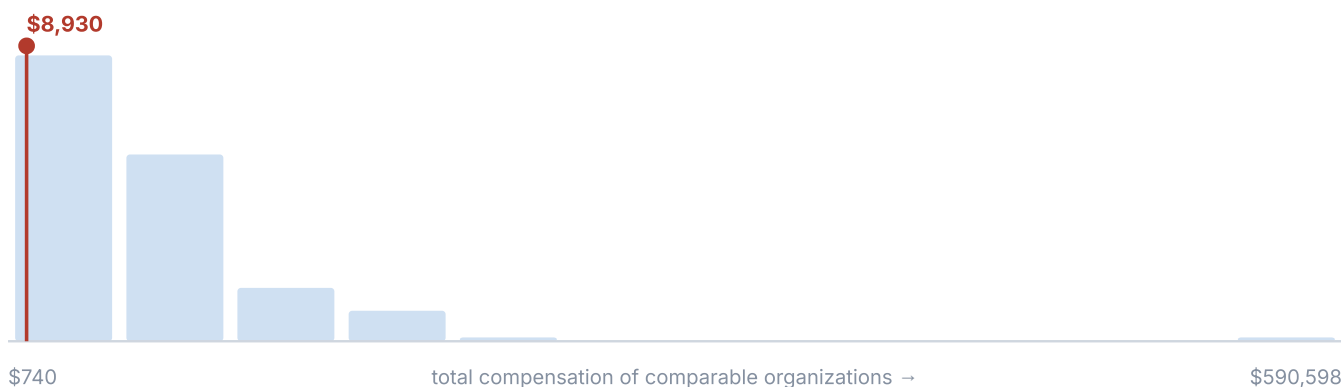 $8,930
$740 total compensation of comparable organizations → $590,598